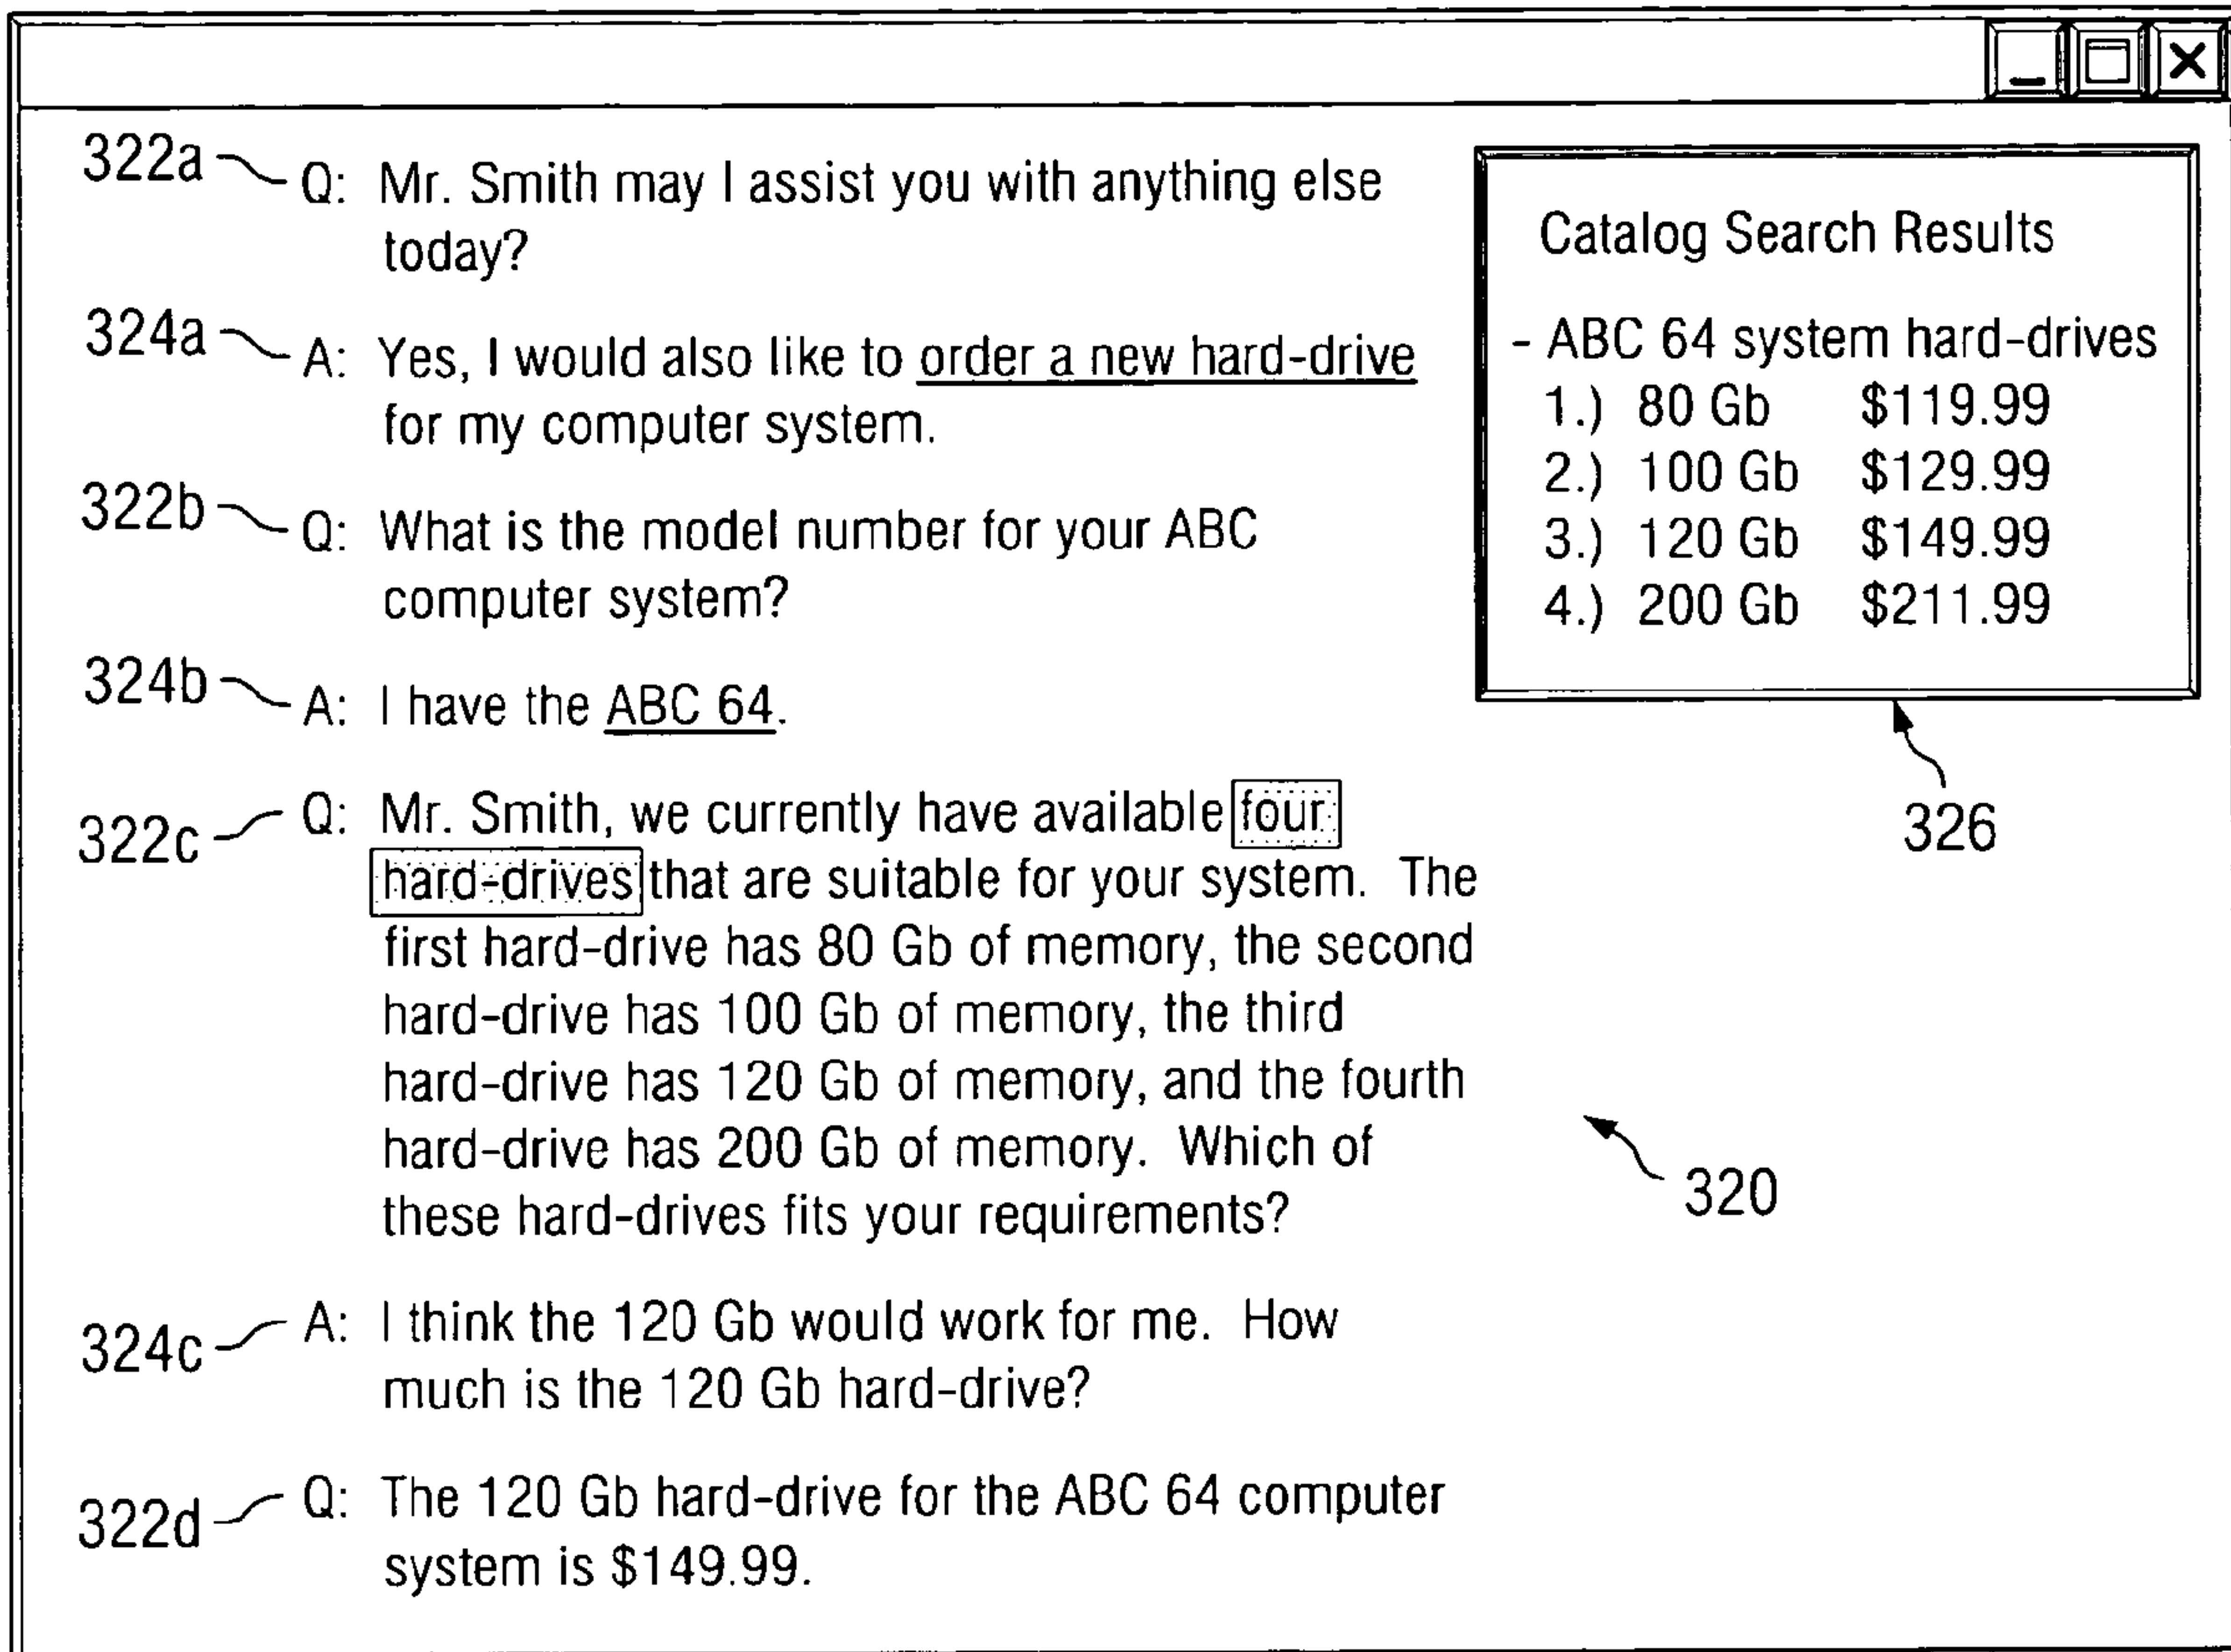 322a Q: Mr. Smith may I assist you with anything else
today?
324a A: Yes, I would also like to order a new hard-drive
for my computer system.
322b Q: What is the model number for your ABC
computer system?
324b A: I have the ABC 64.
322c Q: Mr. Smith, we currently have available four
hard-drives that are suitable for your system. The
first hard-drive has 80 Gb of memory, the second
hard-drive has 100 Gb of memory, the third
hard-drive has 120 Gb of memory, and the fourth
hard-drive has 200 Gb of memory. Which of
these hard-drives fits your requirements?
324c A: I think the 120 Gb would work for me. How
much is the 120 Gb hard-drive?
322d Q: The 120 Gb hard-drive for the ABC 64 computer
system is $149.99.
Catalog Search Results
- ABC 64 system hard-drives
1.) 80 Gb $119.99
2.) 100 Gb $129.99
3.) 120 Gb $149.99
4.) 200 Gb $211.99
326
320